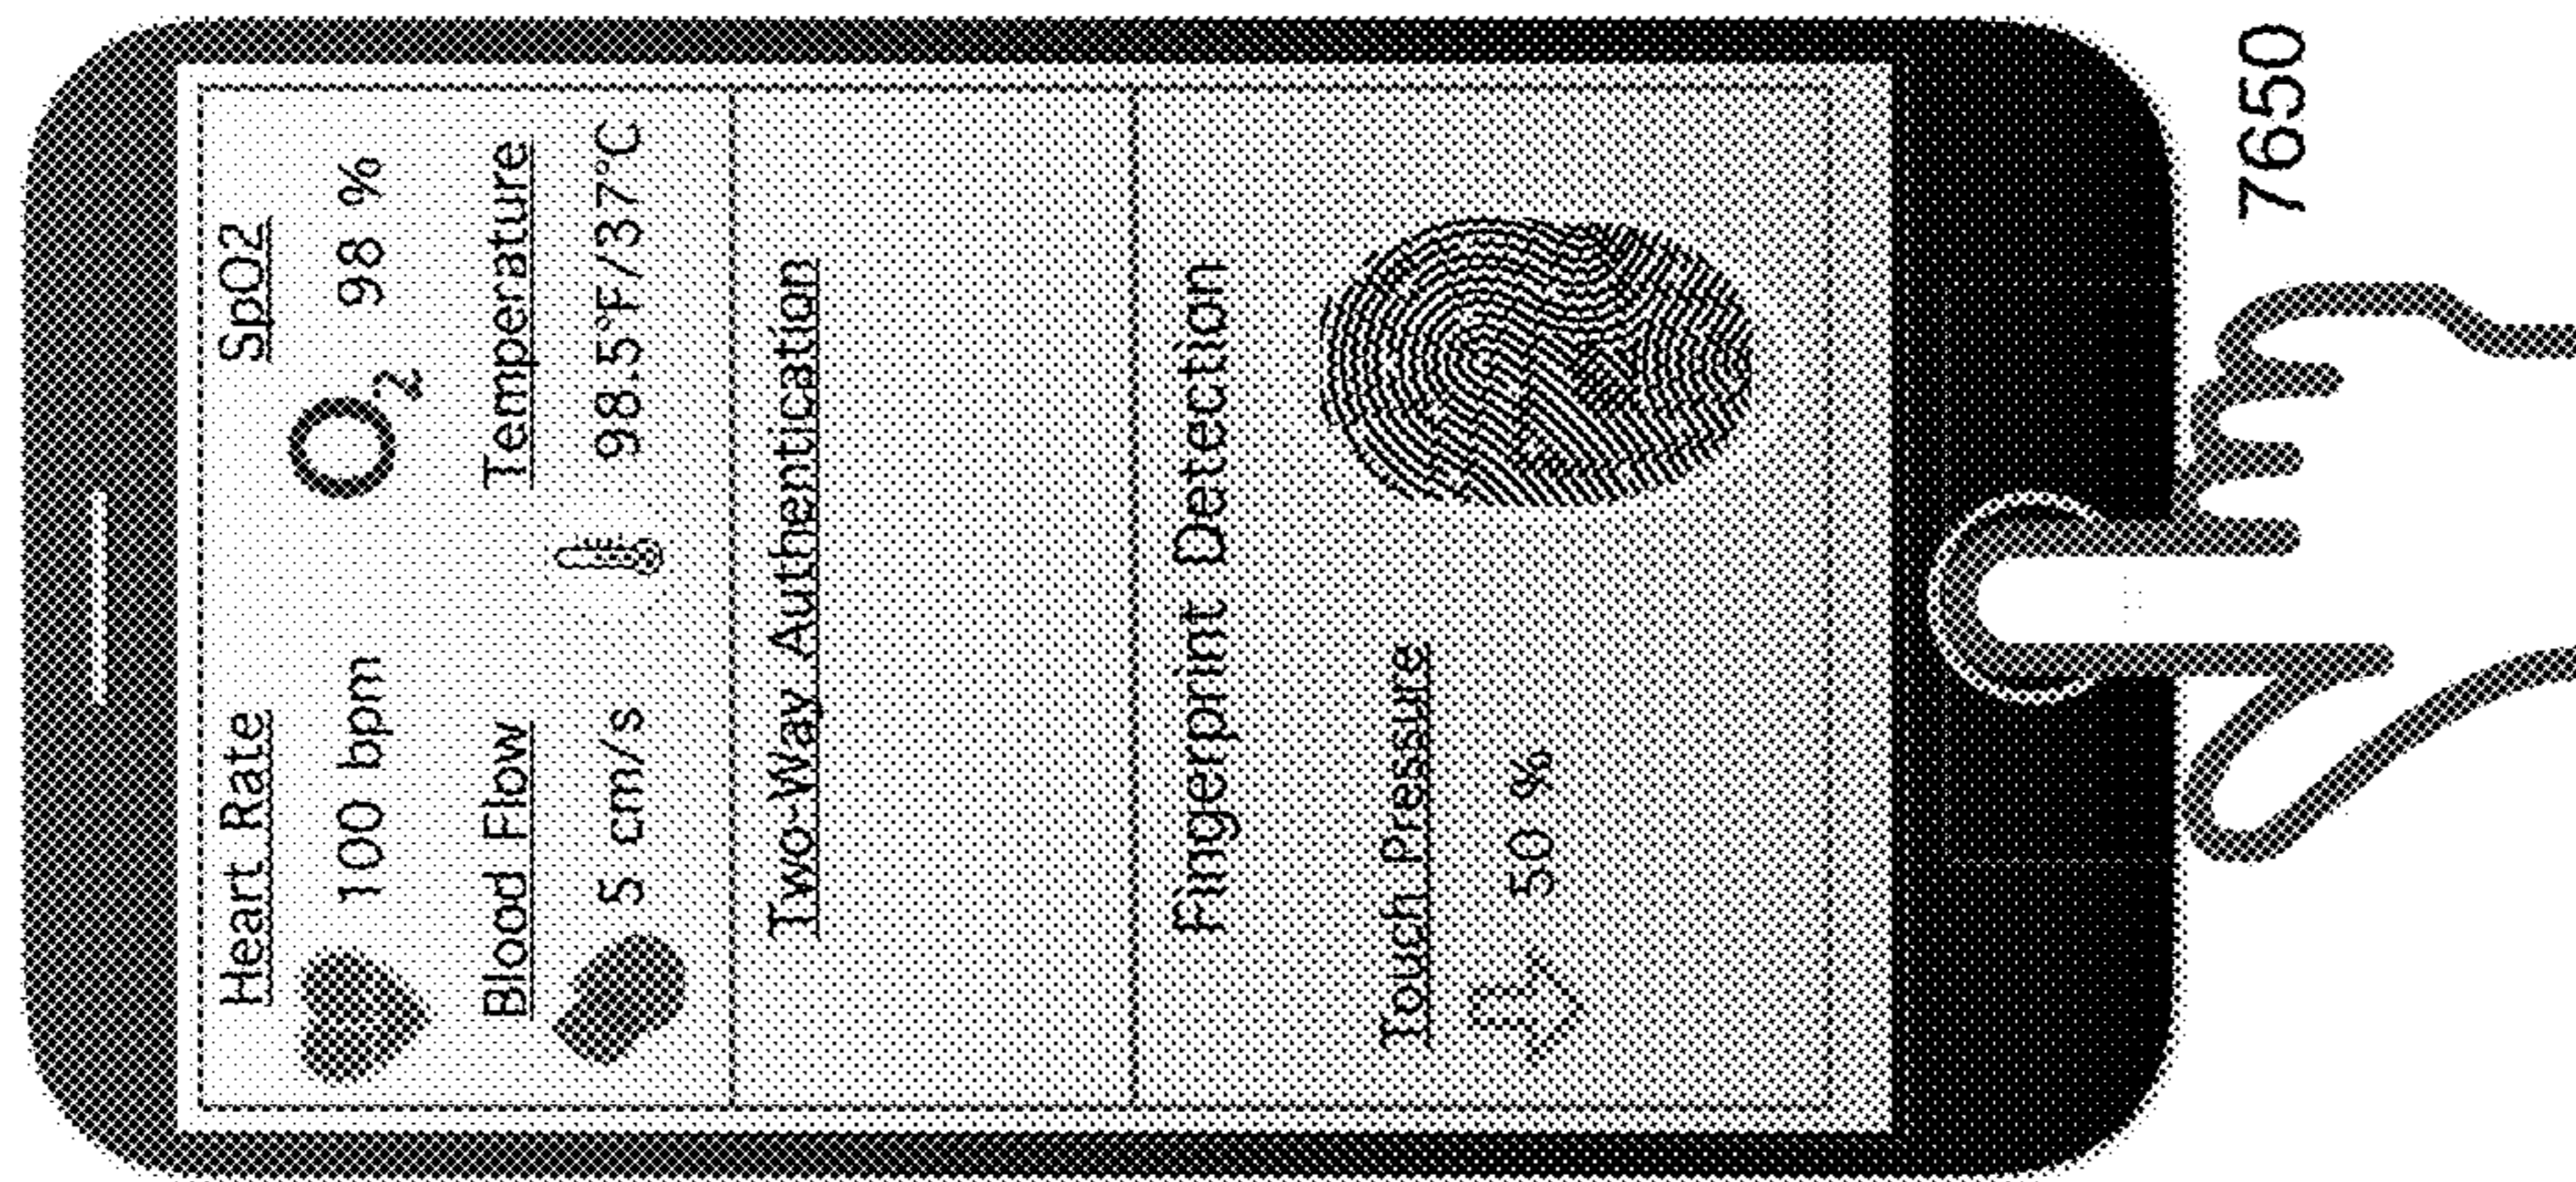 Heart Rate SpO2
100 bpm O2 98 %
Blood Flow Temperature
5 cm/s 98.5°F/37°C
Two-Way Authentication
Fingerprint Detection
Touch Pressure
50 %
7650